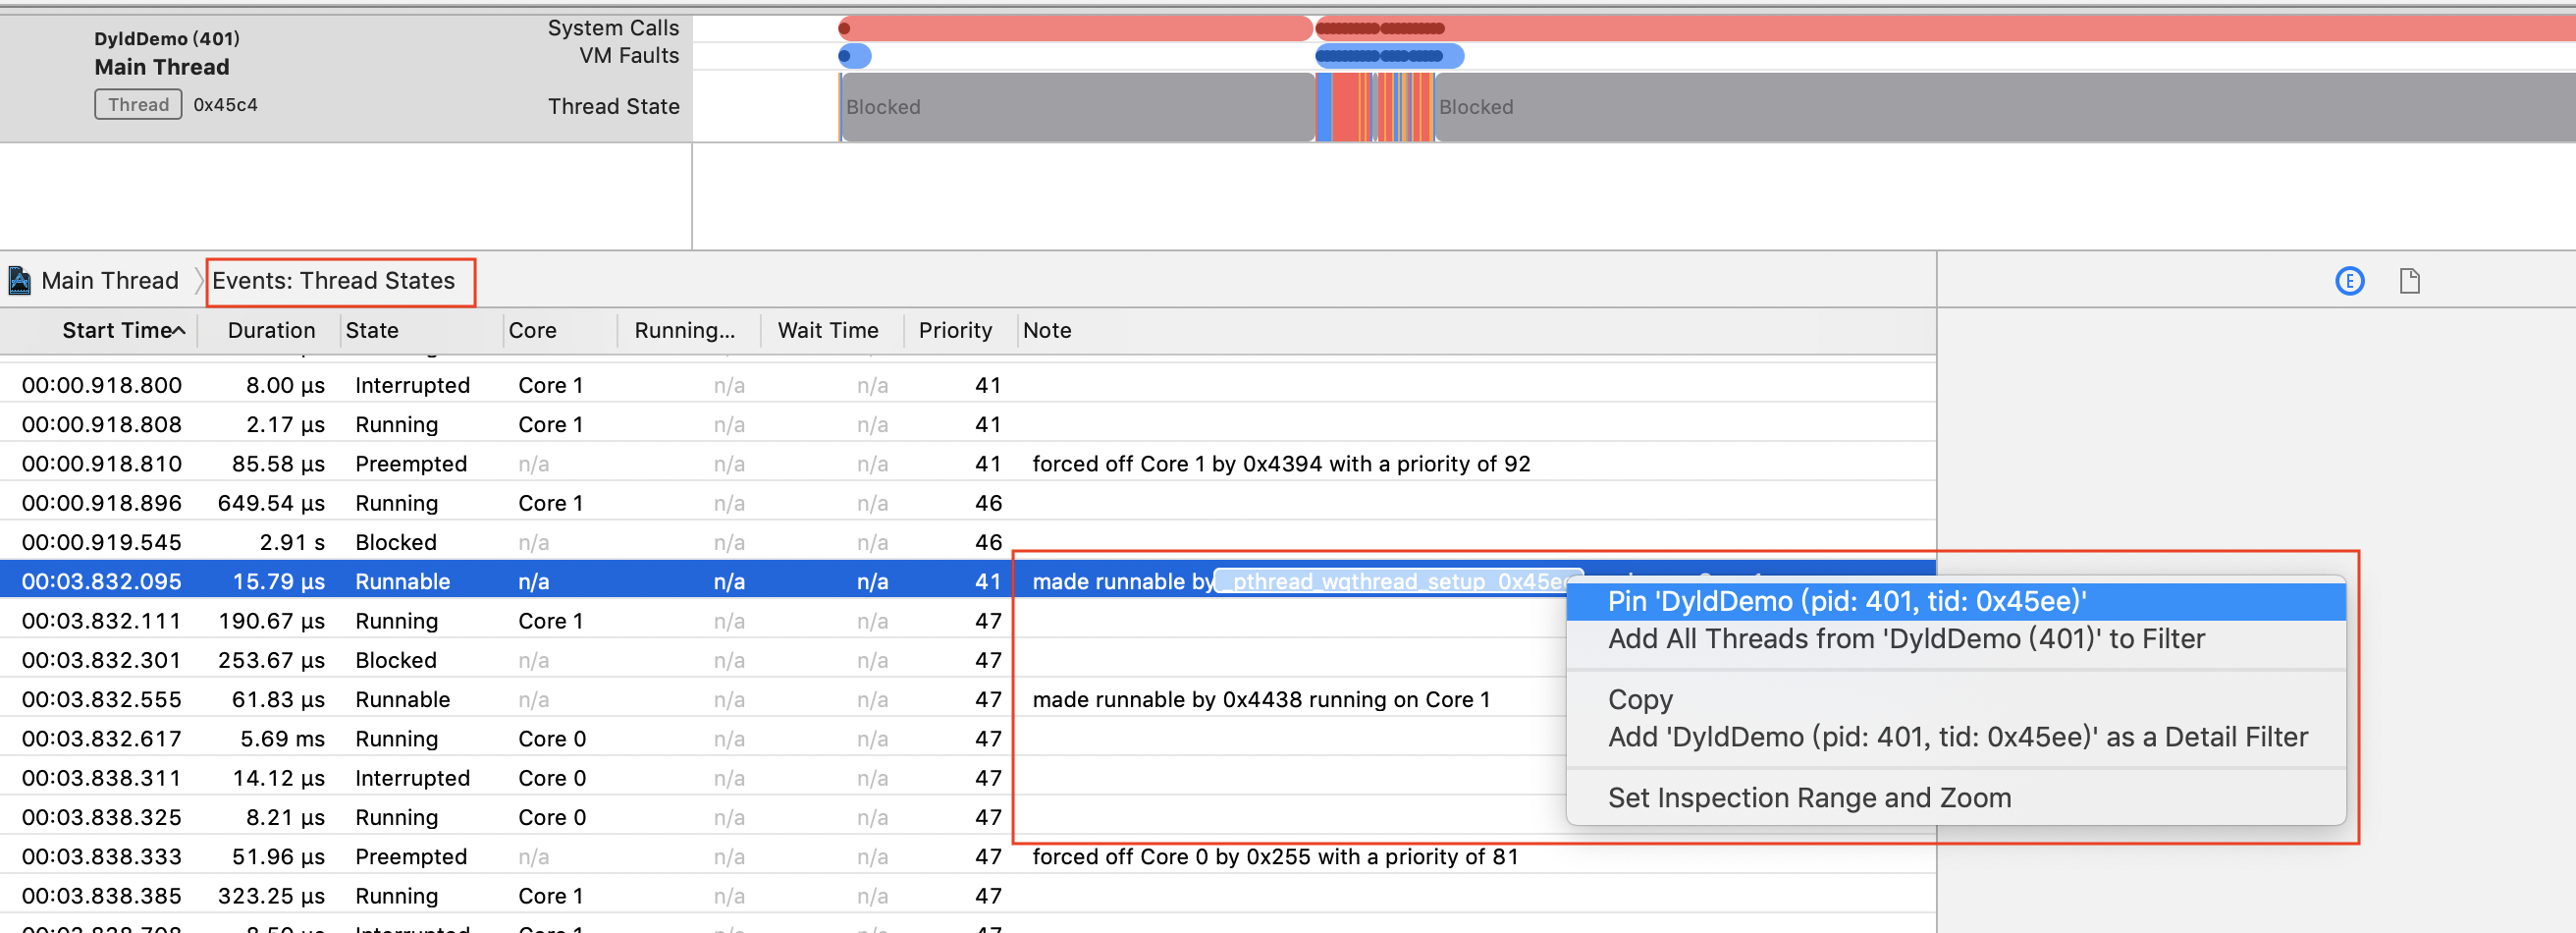 System Calls
DyldDemo (401)
VM Faults
Main Thread
Thread 0x45c4
Thread State
Blocked
Blocked
Main Thread
Events: Thread States
E
Start Time Duration State Core Running... Wait Time Priority Note
00:00.918.800 8.00 µs Interrupted Core 1 n/a n/a 41
00:00.918.808 2.17 µs Running Core 1 n/a n/a 41
00:00.918.810 85.58 µs Preempted n/a n/a n/a 41 forced off Core 1 by 0x4394 with a priority of 92
00:00.918.896 649.54 µs Running Core 1 n/a n/a 46
00:00.919.545 2.91 s Blocked n/a n/a n/a 46
00:03.832.095 15.79 µs Runnable n/a n/a n/a 41 made runnable by _pthread_wqthread_setup 0x45ee
00:03.832.111 190.67 µs Running Core 1 n/a n/a 47
00:03.832.301 253.67 µs Blocked n/a n/a n/a 47
00:03.832.555 61.83 µs Runnable n/a n/a n/a 47 made runnable by 0x4438 running on Core 1
00:03.832.617 5.69 ms Running Core 0 n/a n/a 47
00:03.838.311 14.12 µs Interrupted Core 0 n/a n/a 47
00:03.838.325 8.21 µs Running Core 0 n/a n/a 47
00:03.838.333 51.96 µs Preempted n/a n/a n/a 47 forced off Core 0 by 0x255 with a priority of 81
00:03.838.385 323.25 µs Running Core 1 n/a n/a 47
Pin 'DyldDemo (pid: 401, tid: 0x45ee)'
Add All Threads from 'DyldDemo (401)' to Filter
Copy
Add 'DyldDemo (pid: 401, tid: 0x45ee)' as a Detail Filter
Set Inspection Range and Zoom